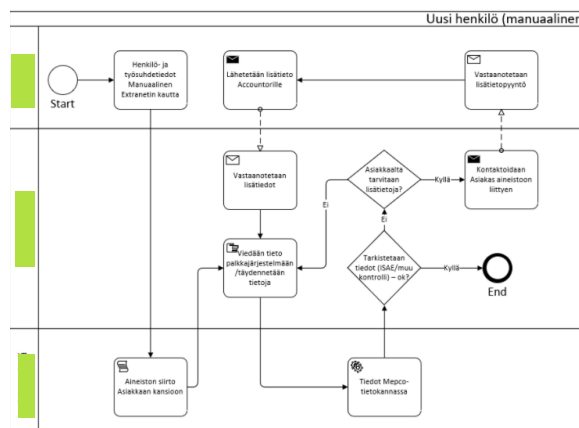 Uusi henkilö (manuaaliner
Henkilö- ja
työsuhdetiedot
Manuaalinen
Extranetin kautta
Lähetetään lisätieto
Accountorille
Vastaanotetaan
lisätietopyyntö
Start
Vastaanotetaan
lisätiedot
Asiakkaalta
tarvitaan
lisätietoja?
Kyllä
Kontaktoidaan
Asiakas aineistoon
liittyen
Ei
Ei
Viedään tieto
palkkajärjestelmään
/täydennetään
tietoja
Tarkistetaan
tiedot (ISAE/muu
kontrolli) – ok?
Kyllä
End
Aineiston siirto
Asiakkaan kansioon
Tiedot Mepco-
tietokannassa